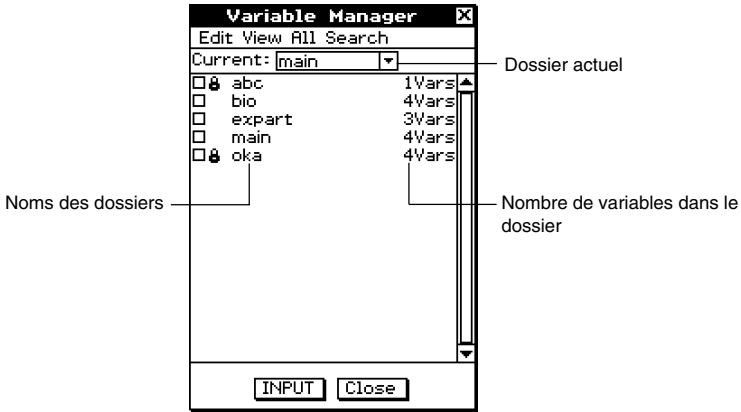 Variable Manager
Edit View All Search
Current: main
Dossier actuel
abc 1Vars
bio 4Vars
expart 3Vars
main 4Vars
oka 4Vars
Noms des dossiers
Nombre de variables dans le
dossier
INPUT Close